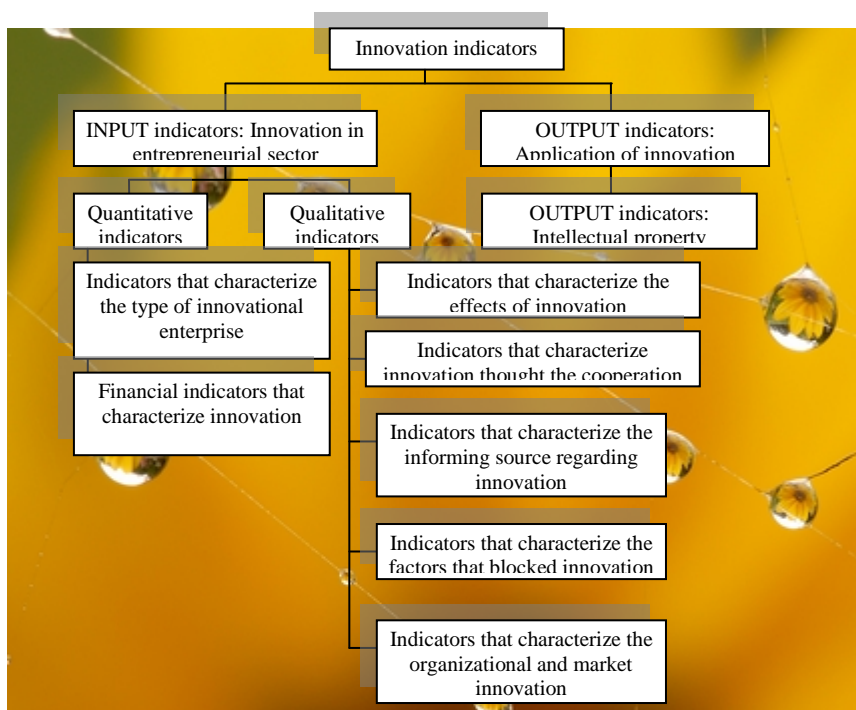 Innovation indicators
INPUT indicators: Innovation in
entrepreneurial sector
OUTPUT indicators:
Application of innovation
Quantitative
indicators
Qualitative
indicators
OUTPUT indicators:
Intellectual property
Indicators that characterize
the type of innovational
enterprise
Financial indicators that
characterize innovation
Indicators that characterize the
effects of innovation
Indicators that characterize
innovation thought the cooperation
Indicators that characterize the
informing source regarding
innovation
Indicators that characterize the
factors that blocked innovation
Indicators that characterize the
organizational and market
innovation